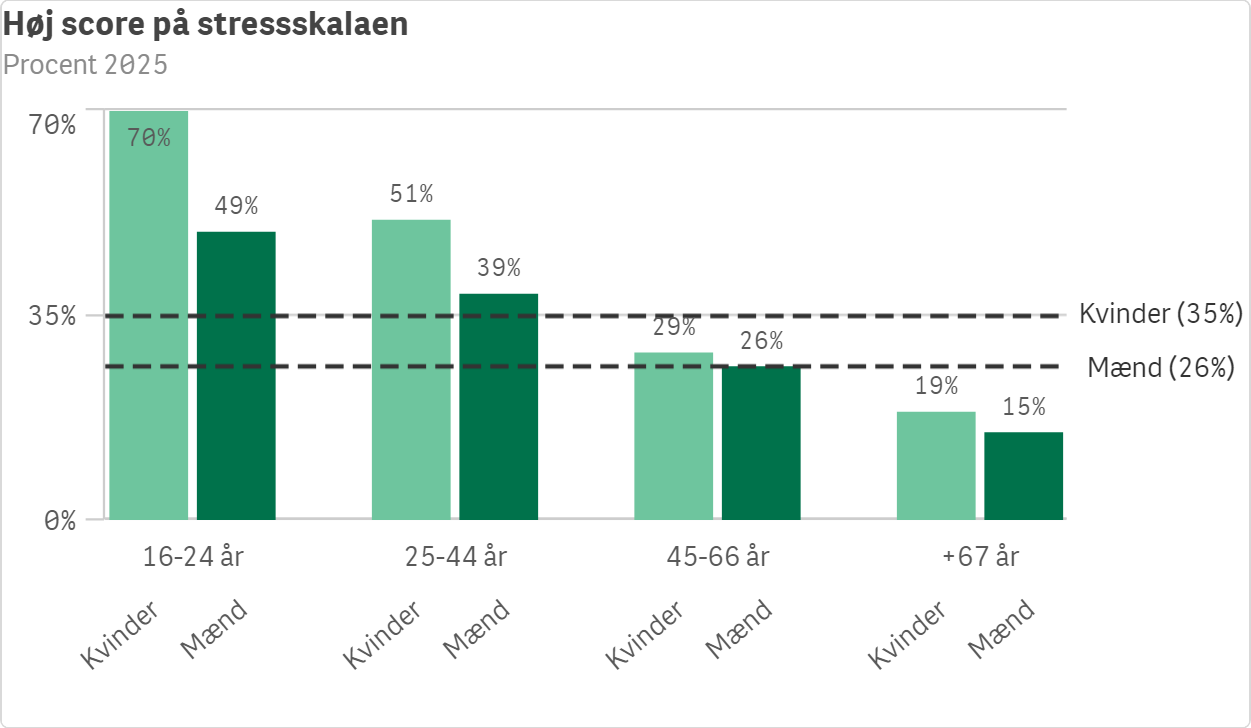 Høj score på stressskalaen
Procent 2025
70%
70%
49%
51%
39%
35%
Kvinder (35%)
29%
26%
Mænd (26%)
19%
15%
0%
16-24 år
25-44 år
45-66 år
+67 år
Kvinder
Mænd
Kvinder
Mænd
Kvinder
Mænd
Kvinder
Mænd